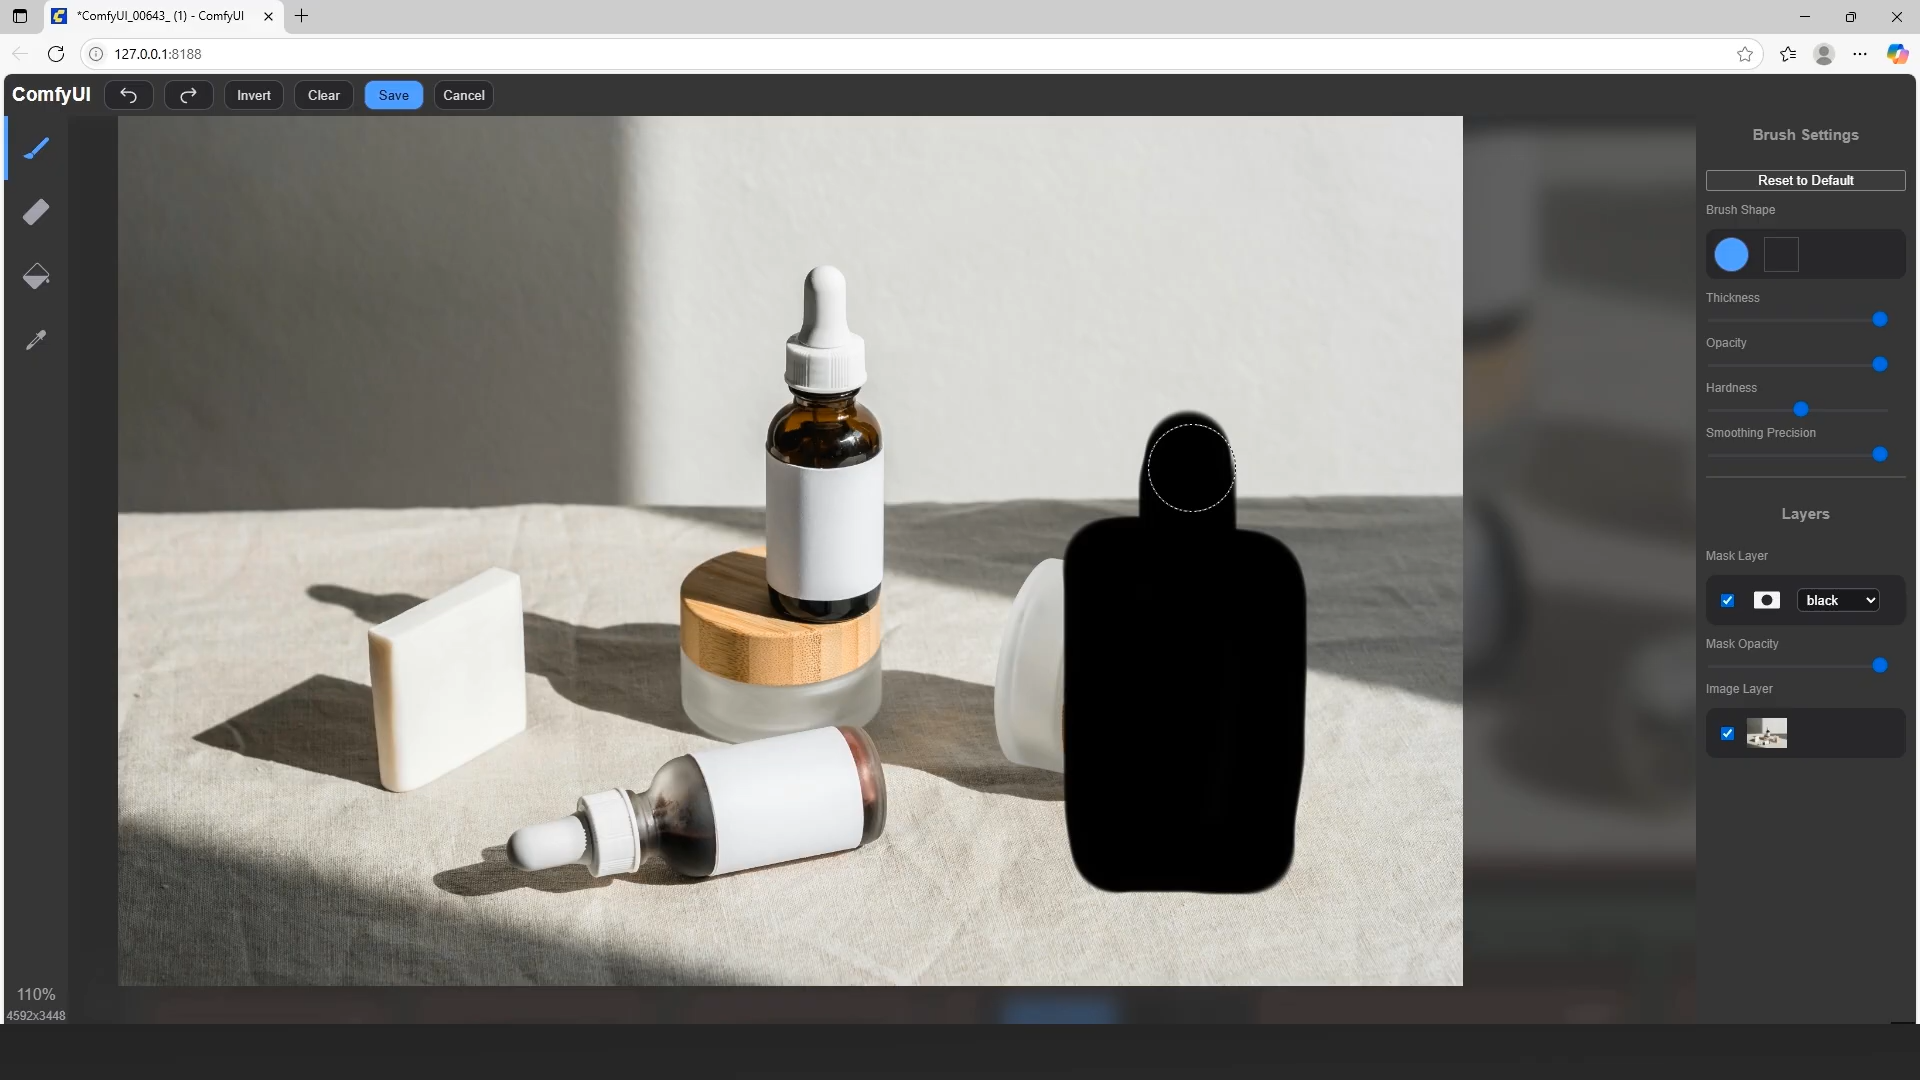 *ComfyUI_00643_ (1) - ComfyUI
127.0.0.1:8188
ComfyUI
Invert
Clear
Save
Cancel
Brush Settings
Reset to Default
Brush Shape
Thickness
Opacity
Hardness
Smoothing Precision
Layers
Mask Layer
black
Mask Opacity
Image Layer
110%
4592x3448